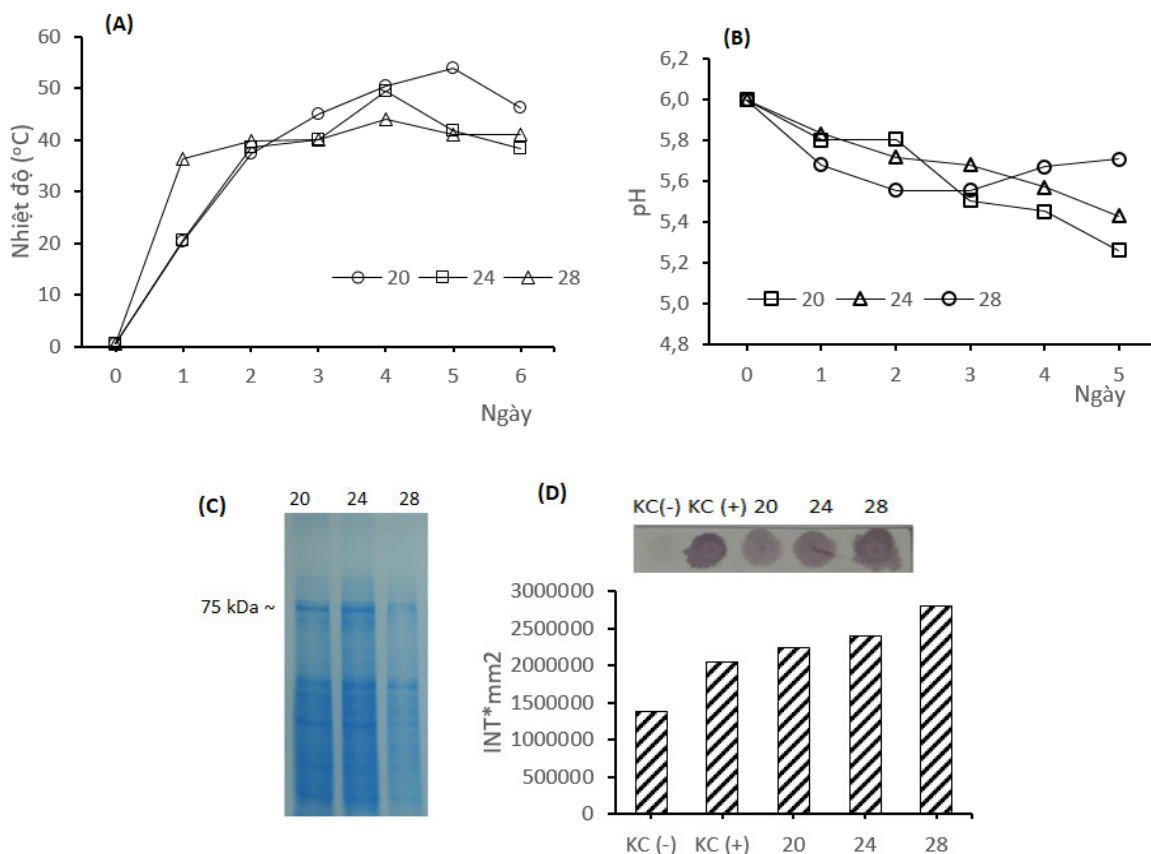 (A)
60
50
40
30
20
10
0
Nhiệt độ (°C)
20 24 28
0 1 2 3 4 5 6
Ngày
(B)
6,2
6,0
5,8
5,6
5,4
5,2
5,0
4,8
pH
20 24 28
0 1 2 3 4 5
Ngày
(C)
20 24 28
75 kDa ~
(D)
KC(-) KC (+) 20 24 28
3000000
2500000
2000000
1500000
1000000
500000
0
INT*mm2
KC (-) KC (+) 20 24 28